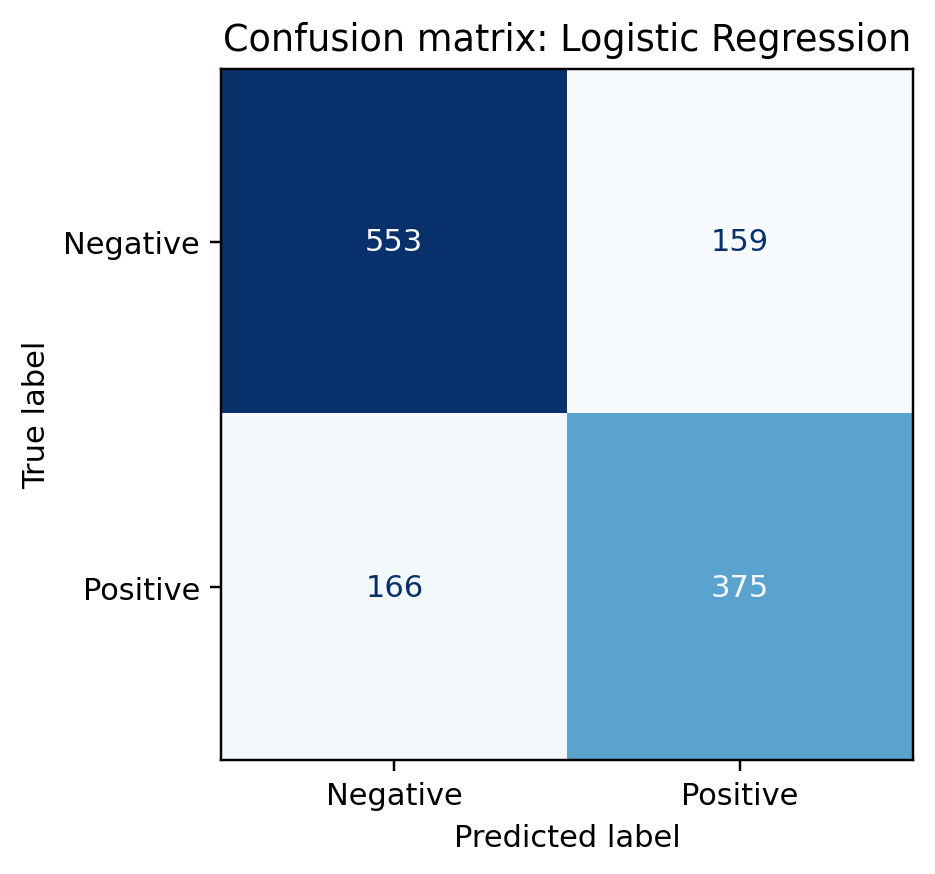 Confusion matrix: Logistic Regression
True label
Negative
553
159
Positive
166
375
Negative
Positive
Predicted label